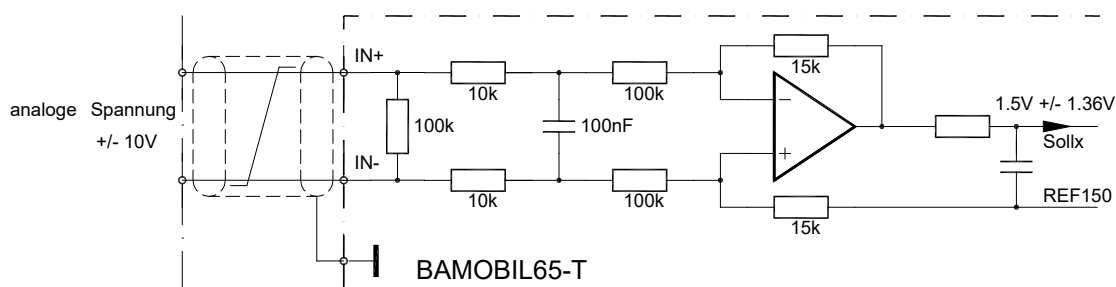 IN+
15k
10k
100k
analoge Spannung
+/- 10V
100k
100nF
1.5V +/- 1.36V
Sollx
IN-
10k
100k
REF150
15k
BAMOBIL65-T